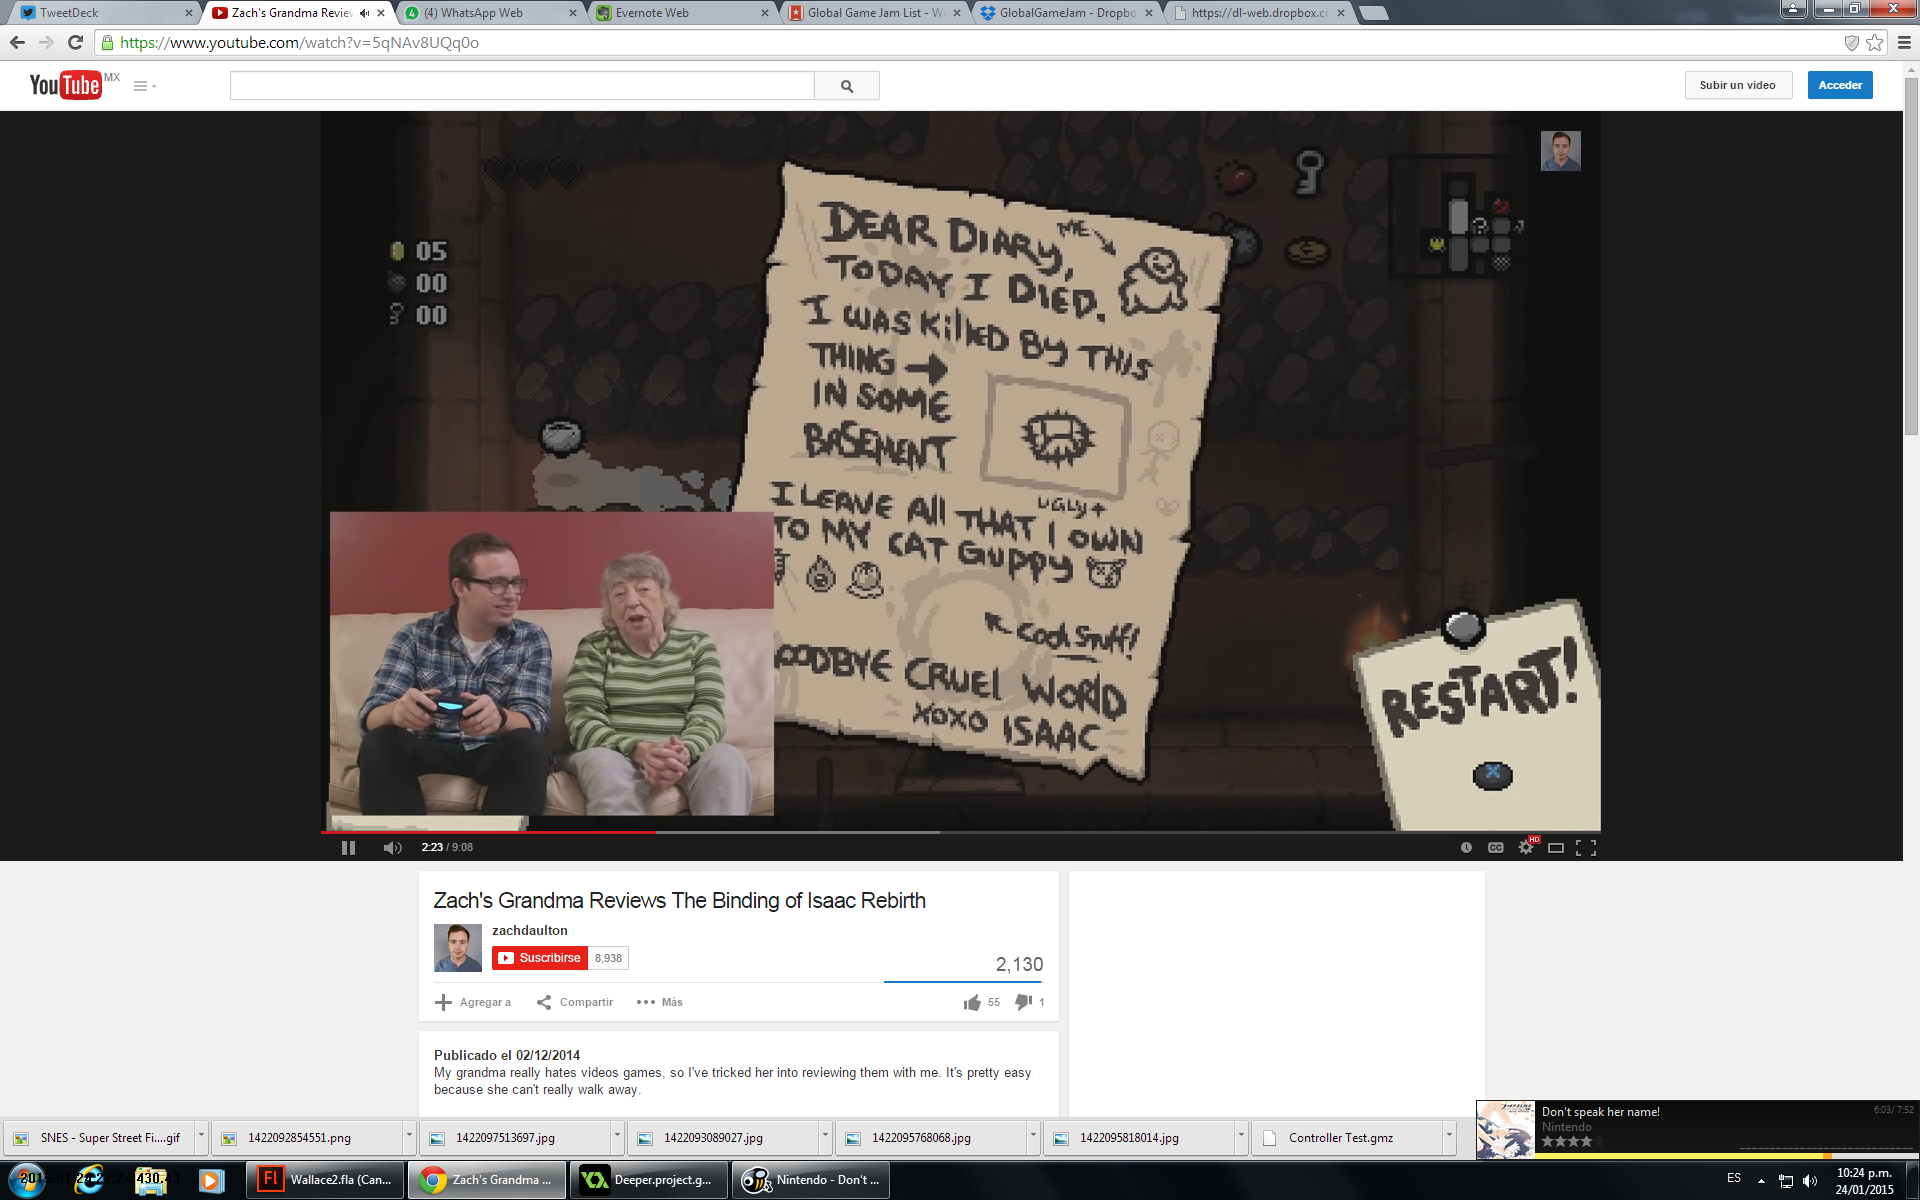 TweetDeck
Zach's Grandma Review
(4) WhatsApp Web
Evernote Web
Global Game Jam List - W
GlobalGameJam - Dropbo
https://dl-web.dropbox.c
https://www.youtube.com/watch?v=5qNAv8UQq0o
YouTube MX
Subir un video
Acceder
05
00
00
DEAR DIARY,
ME
TODAY I DIED.
I WAS KillED BY THIS
THING
IN SOME
BASEMENT
UGLY
I LEAVE All THAT I OWN
TO MY CAT GUPPY
Cool Stuff!
OODBYE CRUEL WORLD
XOXO ISAAC
RESTART!
2:23 / 9:08
CC
HD
Zach's Grandma Reviews The Binding of Isaac Rebirth
zachdaulton
Suscribirse 8,938
2,130
Agregar a Compartir Más
55 1
Publicado el 02/12/2014
My grandma really hates videos games, so I've tricked her into reviewing them with me. It's pretty easy
because she can't really walk away.
Don't speak her name!
6:03/ 7:52
Nintendo
SNES - Super Street Fi....gif
1422092854551.png
1422097513697.jpg
1422093089027.jpg
1422095768068.jpg
1422095818014.jpg
Controller Test.gmz
Fl Wallace2.fla (Can...
Zach's Grandma ...
Deeper.project.g...
Nintendo - Don't ...
ES
10:24 p.m.
24/01/2015